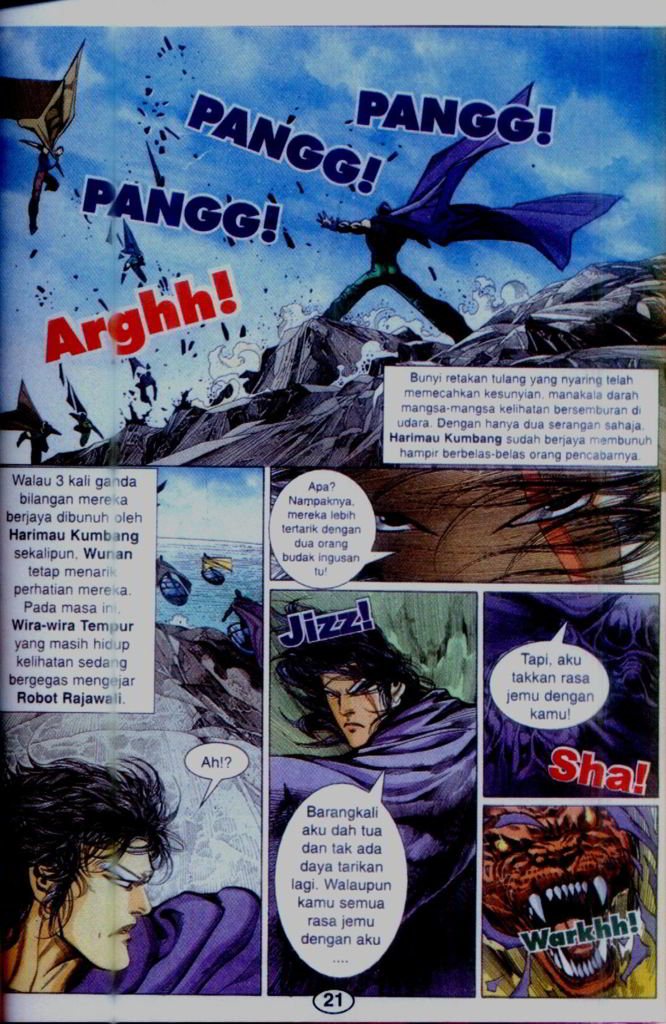 PANGG!
PANGG!
PANGG!
Arghh!
Bunyi retakan tulang yang nyaring telah
memecahkan kesunyian, manakala darah
mangsa-mangsa kelihatan bersemburan di
udara. Dengan hanya dua serangan sahaja,
Harimau Kumbang sudah berjaya membunuh
hampir berbelas-belas orang pencabarnya.
Walau 3 kali ganda
bilangan mereka
berjaya dibunuh oleh
Harimau Kumbang
sekalipun, Wunan
tetap menarik
perhatian mereka.
Pada masa ini,
Wira-wira Tempur
yang masih hidup
kelihatan sedang
bergegas mengejar
Robot Rajawali.
Ah!?
Apa?
Nampaknya,
mereka lebih
tertarik dengan
dua orang
budak ingusan
tu!
Jizz!
Barangkali
aku dah tua
dan tak ada
daya tarikan
lagi. Walaupun
kamu semua
rasa jemu
dengan aku
....
Tapi, aku
takkan rasa
jemu dengan
kamu!
Sha!
Warkhh!
21